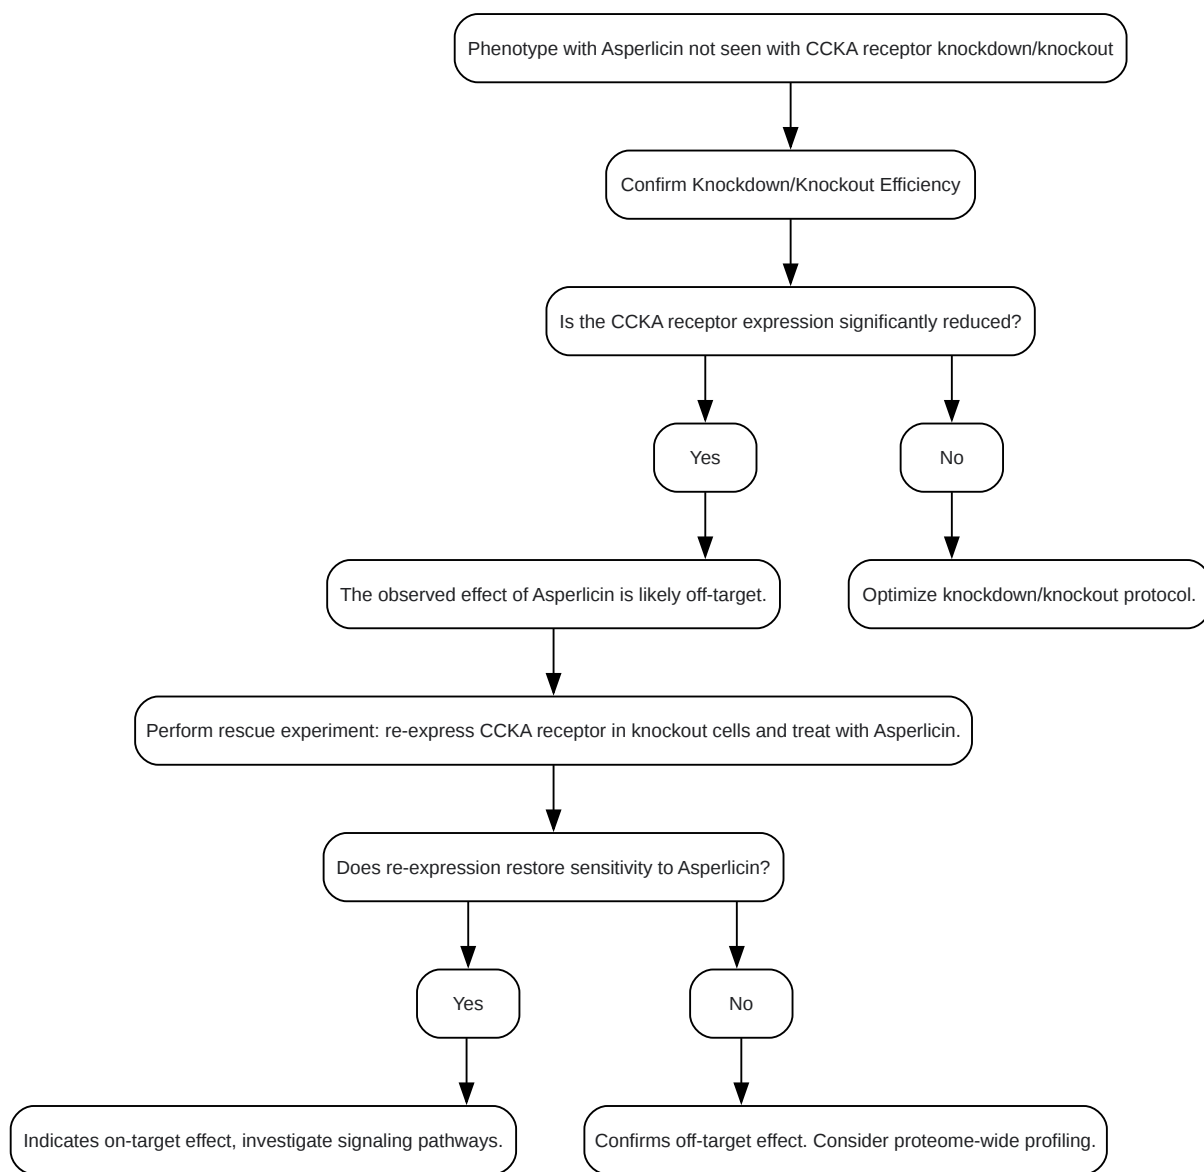 Phenotype with Asperlicin not seen with CCKA receptor knockdown/knockout
Confirm Knockdown/Knockout Efficiency
Is the CCKA receptor expression significantly reduced?
Yes
No
The observed effect of Asperlicin is likely off-target.
Optimize knockdown/knockout protocol.
Perform rescue experiment: re-express CCKA receptor in knockout cells and treat with Asperlicin.
Does re-expression restore sensitivity to Asperlicin?
Yes
No
Indicates on-target effect, investigate signaling pathways.
Confirms off-target effect. Consider proteome-wide profiling.